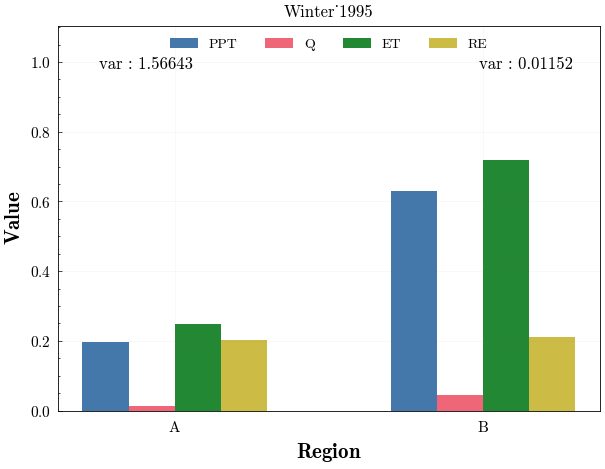 Winter˙1995
PPT Q ET RE
var : 1.56643 var : 0.01152
1.0
0.8
0.6
0.4
0.2
0.0
Value
A B
Region